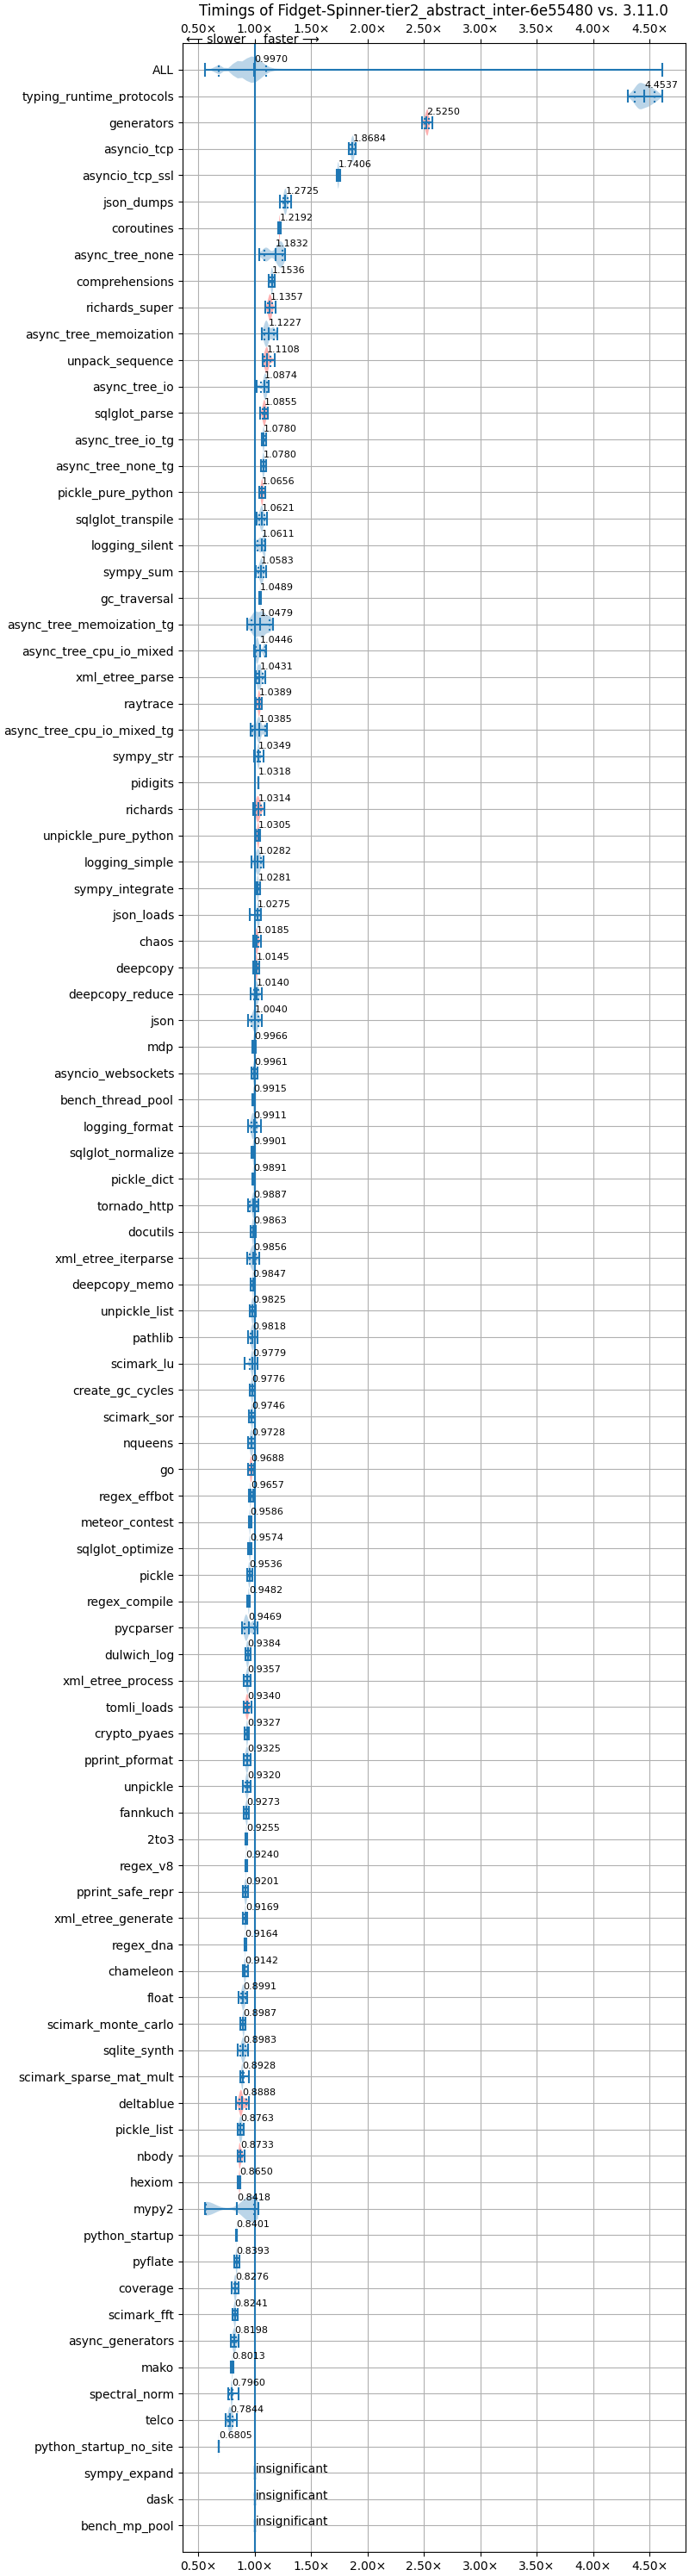 Timings of Fidget-Spinner-tier2_abstract_inter-6e55480 vs. 3.11.0
0.50× 1.00× 1.50× 2.00× 2.50× 3.00× 3.50× 4.00× 4.50×
←— slower faster —→
ALL 0.9970
typing_runtime_protocols 4.4537
generators 2.5250
asyncio_tcp 1.8684
asyncio_tcp_ssl 1.7406
json_dumps 1.2725
coroutines 1.2192
async_tree_none 1.1832
comprehensions 1.1536
richards_super 1.1357
async_tree_memoization 1.1227
unpack_sequence 1.1108
async_tree_io 1.0874
sqlglot_parse 1.0855
async_tree_io_tg 1.0780
async_tree_none_tg 1.0780
pickle_pure_python 1.0656
sqlglot_transpile 1.0621
logging_silent 1.0611
sympy_sum 1.0583
gc_traversal 1.0489
async_tree_memoization_tg 1.0479
async_tree_cpu_io_mixed 1.0446
xml_etree_parse 1.0431
raytrace 1.0389
async_tree_cpu_io_mixed_tg 1.0385
sympy_str 1.0349
pidigits 1.0318
richards 1.0314
unpickle_pure_python 1.0305
logging_simple 1.0282
sympy_integrate 1.0281
json_loads 1.0275
chaos 1.0185
deepcopy 1.0145
deepcopy_reduce 1.0140
json 1.0040
mdp 0.9966
asyncio_websockets 0.9961
bench_thread_pool 0.9915
logging_format 0.9911
sqlglot_normalize 0.9901
pickle_dict 0.9891
tornado_http 0.9887
docutils 0.9863
xml_etree_iterparse 0.9856
deepcopy_memo 0.9847
unpickle_list 0.9825
pathlib 0.9818
scimark_lu 0.9779
create_gc_cycles 0.9776
scimark_sor 0.9746
nqueens 0.9728
go 0.9688
regex_effbot 0.9657
meteor_contest 0.9586
sqlglot_optimize 0.9574
pickle 0.9536
regex_compile 0.9482
pycparser 0.9469
dulwich_log 0.9384
xml_etree_process 0.9357
tomli_loads 0.9340
crypto_pyaes 0.9327
pprint_pformat 0.9325
unpickle 0.9320
fannkuch 0.9273
2to3 0.9255
regex_v8 0.9240
pprint_safe_repr 0.9201
xml_etree_generate 0.9169
regex_dna 0.9164
chameleon 0.9142
float 0.8991
scimark_monte_carlo 0.8987
sqlite_synth 0.8983
scimark_sparse_mat_mult 0.8928
deltablue 0.8888
pickle_list 0.8763
nbody 0.8733
hexiom 0.8650
mypy2 0.8418
python_startup 0.8401
pyflate 0.8393
coverage 0.8276
scimark_fft 0.8241
async_generators 0.8198
mako 0.8013
spectral_norm 0.7960
telco 0.7844
python_startup_no_site 0.6805
sympy_expand insignificant
dask insignificant
bench_mp_pool insignificant
0.50× 1.00× 1.50× 2.00× 2.50× 3.00× 3.50× 4.00× 4.50×